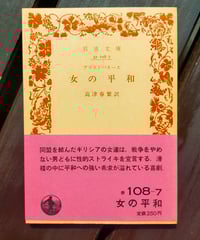 岩波文庫
32-108-7
アリストパネース
女の平和
高津春繁訳
同盟を結んだギリシアの女達は，戦争をやめ
ない男どもに性的ストライキを宣言する．滑
稽の中に平和への強い希求が溢れている喜劇．
赤 108-7
女の平和
定価250円